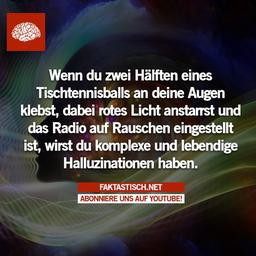 Wenn du zwei Hälften eines
Tischtennisballs an deine Augen
klebst, dabei rotes Licht anstarrst und
das Radio auf Rauschen eingestellt
ist, wirst du komplexe und lebendige
Halluzinationen haben.
FAKTASTISCH.NET
ABONNIERE UNS AUF YOUTUBE!